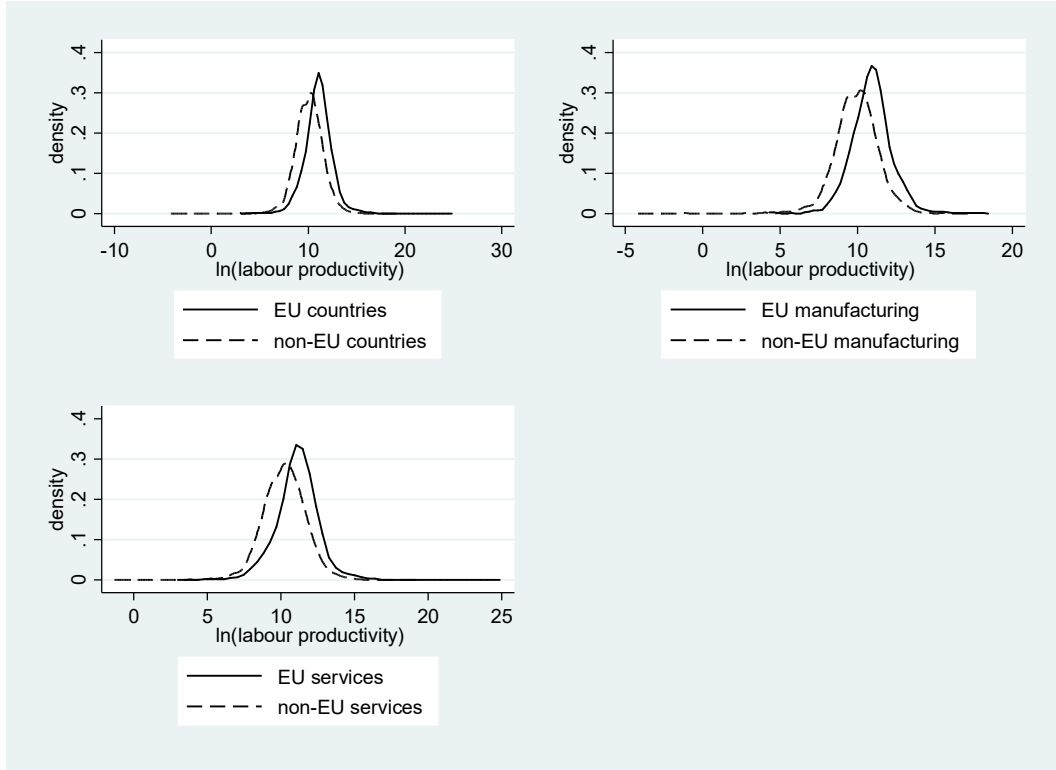 density
.4
.3
.2
.1
0
-10 0 10 20 30
ln(labour productivity)
EU countries
non-EU countries
density
.4
.3
.2
.1
0
-5 0 5 10 15 20
ln(labour productivity)
EU manufacturing
non-EU manufacturing
density
.4
.3
.2
.1
0
0 5 10 15 20 25
ln(labour productivity)
EU services
non-EU services